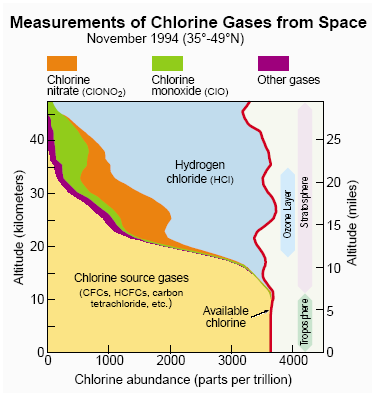 Measurements of Chlorine Gases from Space
November 1994 (35°-49°N)
Chlorine
nitrate (ClONO₂)
Chlorine
monoxide (ClO)
Other gases
Altitude (kilometers)
40
30
20
10
0
Hydrogen
chloride (HCl)
Chlorine source gases
(CFCs, HCFCs, carbon
tetrachloride, etc.)
Available
chlorine
Ozone Layer
Stratosphere
Troposphere
25
20
15
10
5
0
Altitude (miles)
0 1000 2000 3000 4000
Chlorine abundance (parts per trillion)